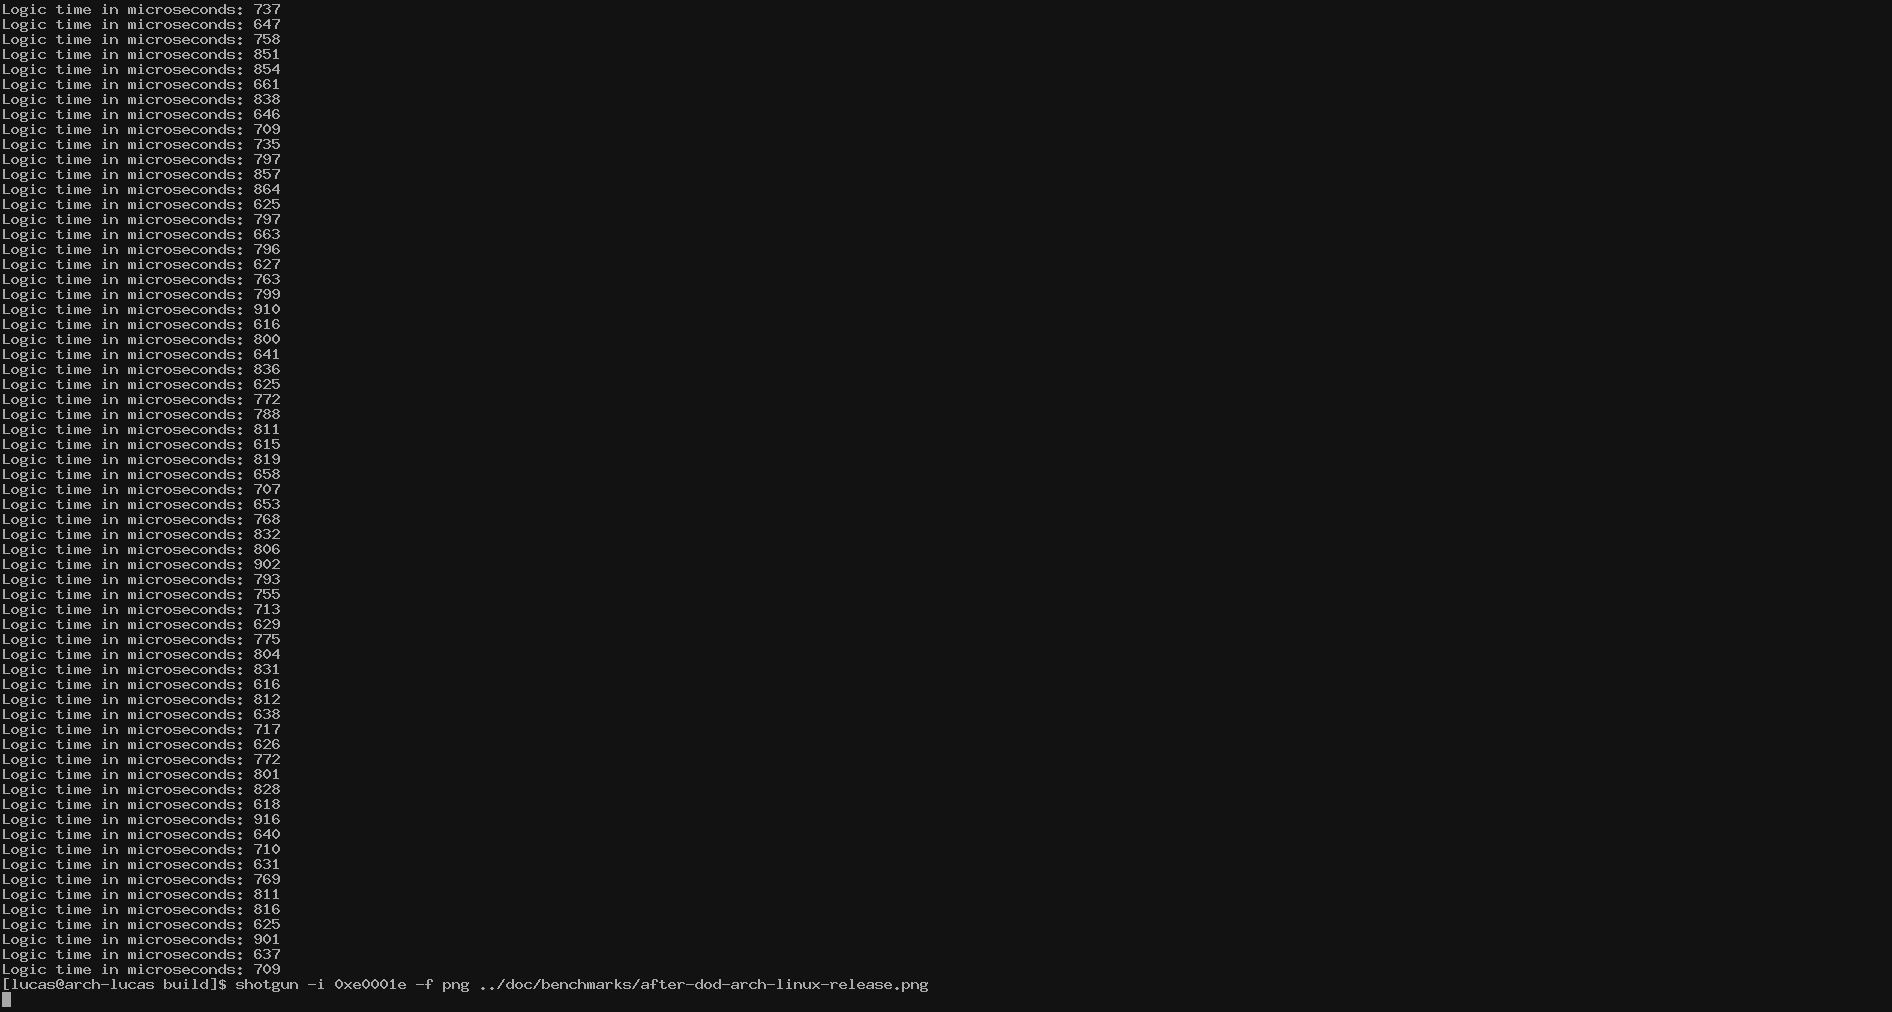 Logic time in microseconds: 737
Logic time in microseconds: 647
Logic time in microseconds: 758
Logic time in microseconds: 851
Logic time in microseconds: 854
Logic time in microseconds: 661
Logic time in microseconds: 838
Logic time in microseconds: 646
Logic time in microseconds: 709
Logic time in microseconds: 735
Logic time in microseconds: 797
Logic time in microseconds: 857
Logic time in microseconds: 864
Logic time in microseconds: 625
Logic time in microseconds: 797
Logic time in microseconds: 663
Logic time in microseconds: 796
Logic time in microseconds: 627
Logic time in microseconds: 763
Logic time in microseconds: 799
Logic time in microseconds: 910
Logic time in microseconds: 616
Logic time in microseconds: 800
Logic time in microseconds: 641
Logic time in microseconds: 836
Logic time in microseconds: 625
Logic time in microseconds: 772
Logic time in microseconds: 788
Logic time in microseconds: 811
Logic time in microseconds: 615
Logic time in microseconds: 819
Logic time in microseconds: 658
Logic time in microseconds: 707
Logic time in microseconds: 653
Logic time in microseconds: 768
Logic time in microseconds: 832
Logic time in microseconds: 806
Logic time in microseconds: 902
Logic time in microseconds: 793
Logic time in microseconds: 755
Logic time in microseconds: 713
Logic time in microseconds: 629
Logic time in microseconds: 775
Logic time in microseconds: 804
Logic time in microseconds: 831
Logic time in microseconds: 616
Logic time in microseconds: 812
Logic time in microseconds: 638
Logic time in microseconds: 717
Logic time in microseconds: 626
Logic time in microseconds: 772
Logic time in microseconds: 801
Logic time in microseconds: 828
Logic time in microseconds: 618
Logic time in microseconds: 916
Logic time in microseconds: 640
Logic time in microseconds: 710
Logic time in microseconds: 631
Logic time in microseconds: 769
Logic time in microseconds: 811
Logic time in microseconds: 816
Logic time in microseconds: 625
Logic time in microseconds: 901
Logic time in microseconds: 637
Logic time in microseconds: 709
[lucas@arch-lucas build]$ shotgun -i 0xe0001e -f png ../doc/benchmarks/after-dod-arch-linux-release.png